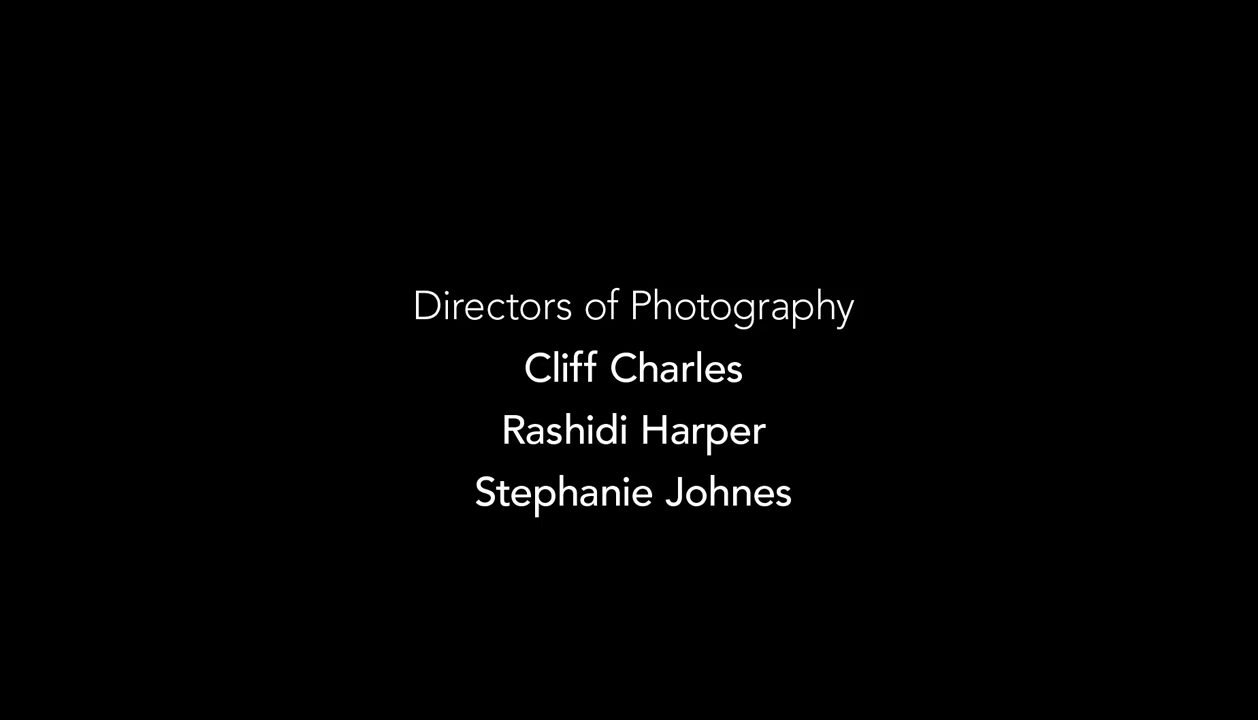 Directors of Photography
Cliff Charles
Rashidi Harper
Stephanie Johnes